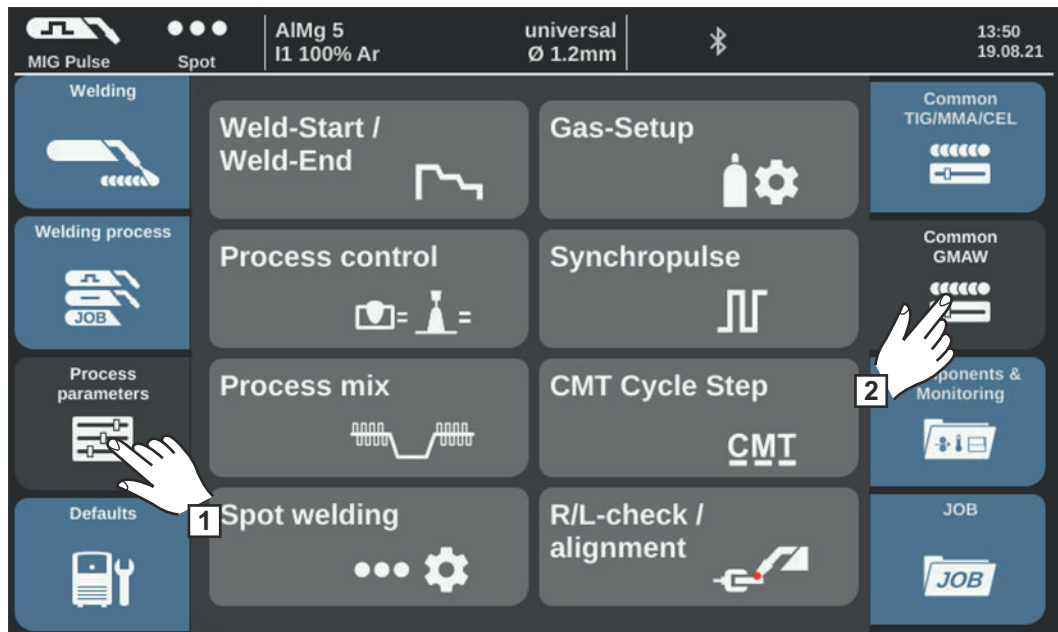 MIG Pulse
Spot
AlMg 5
I1 100% Ar
universal
Ø 1.2mm
13:50
19.08.21
Welding
Welding process
JOB
Process
parameters
Defaults
1
Weld-Start /
Weld-End
Gas-Setup
Process control
Synchropulse
Process mix
CMT Cycle Step
CMT
Spot welding
R/L-check /
alignment
Common
TIG/MMA/CEL
Common
GMAW
2
&
Monitoring
JOB
JOB